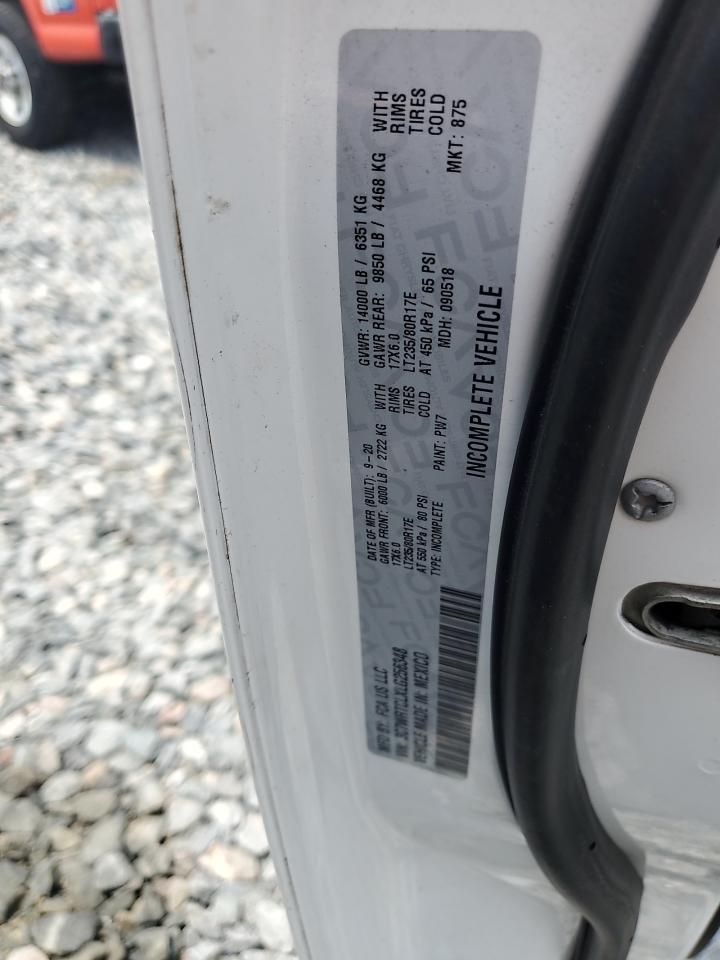 MFD BY: FCA US LLC DATE OF MFR (BUILT): 9-20 GVWR: 14000 LB / 6351 KG
GAWR FRONT: 6000 LB / 2722 KG WITH GAWR REAR: 9850 LB / 4468 KG WITH
17X6.0 RIMS 17X6.0 RIMS
VIN: 3C7WRTCLXLG256348 LT235/80R17E TIRES LT235/80R17E TIRES
VEHICLE MADE IN: MEXICO AT 550 kPa / 80 PSI COLD AT 450 kPa / 65 PSI COLD
TYPE: INCOMPLETE PAINT: PW7 MDH: 090518 MKT: 875
INCOMPLETE VEHICLE